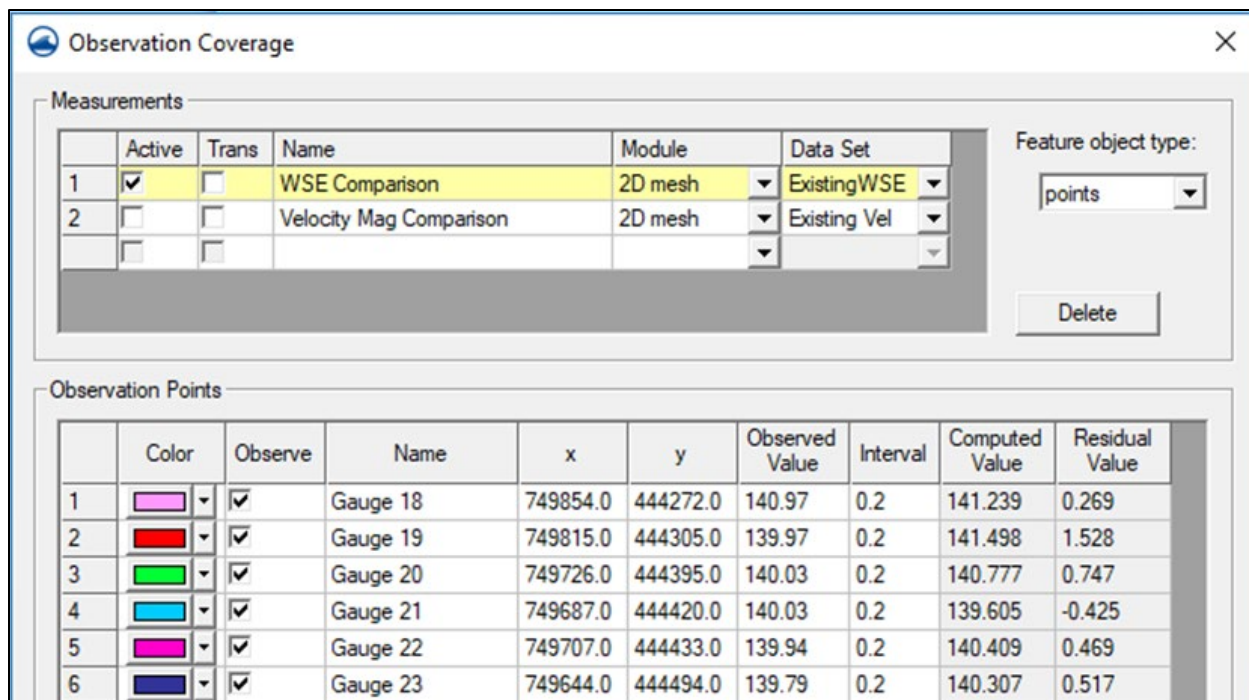 Observation Coverage
Measurements
Active Trans Name Module Data Set
1 WSE Comparison 2D mesh ExistingWSE
2 Velocity Mag Comparison 2D mesh Existing Vel
Feature object type:
points
Delete
Observation Points
Color Observe Name x y Observed Value Interval Computed Value Residual Value
1 Gauge 18 749854.0 444272.0 140.97 0.2 141.239 0.269
2 Gauge 19 749815.0 444305.0 139.97 0.2 141.498 1.528
3 Gauge 20 749726.0 444395.0 140.03 0.2 140.777 0.747
4 Gauge 21 749687.0 444420.0 140.03 0.2 139.605 -0.425
5 Gauge 22 749707.0 444433.0 139.94 0.2 140.409 0.469
6 Gauge 23 749644.0 444494.0 139.79 0.2 140.307 0.517